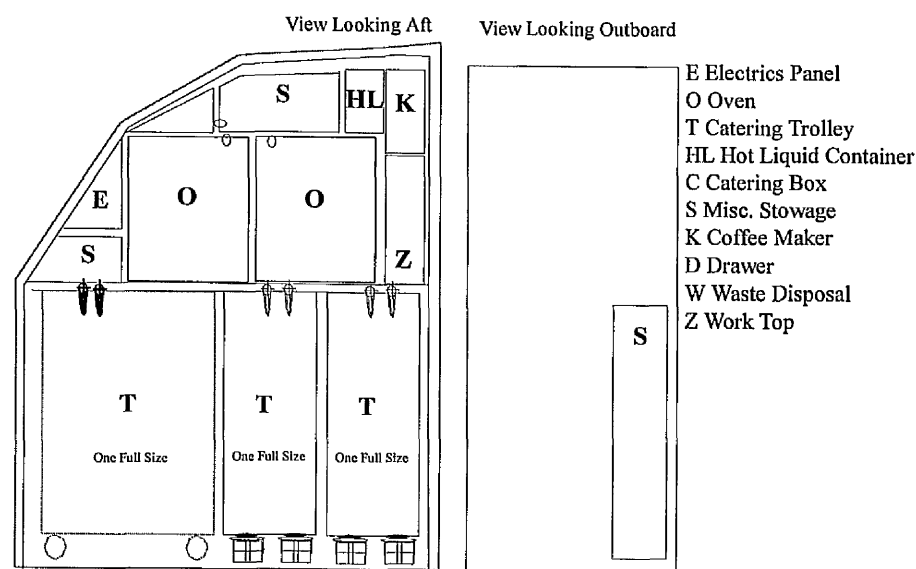 View Looking Aft
View Looking Outboard
S
HL
K
E
O
O
S
Z
T
T
T
One Full Size
One Full Size
One Full Size
S
E Electrics Panel
O Oven
T Catering Trolley
HL Hot Liquid Container
C Catering Box
S Misc. Stowage
K Coffee Maker
D Drawer
W Waste Disposal
Z Work Top